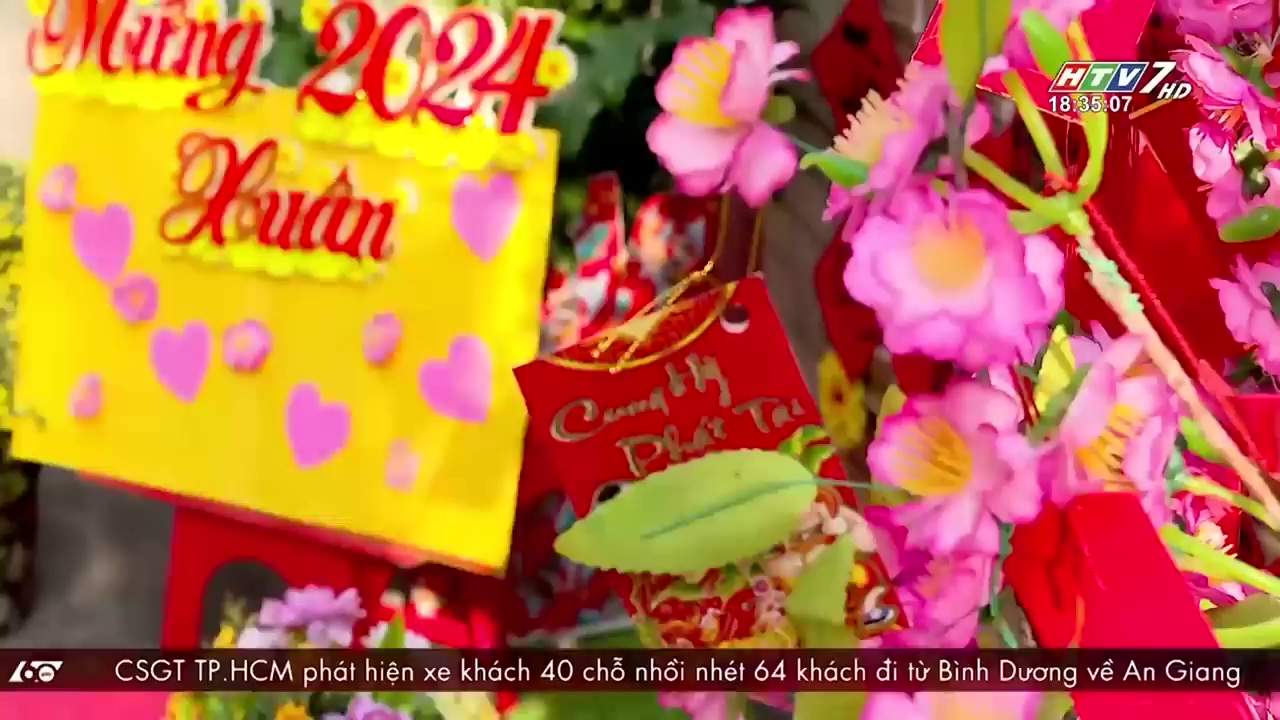 Mừng 2024
Xuân
HTV7 HD
18:35:07
Cung Hỷ
Phát Tài
60
CSGT TP.HCM phát hiện xe khách 40 chỗ nhồi nhét 64 khách đi từ Bình Dương về An Giang